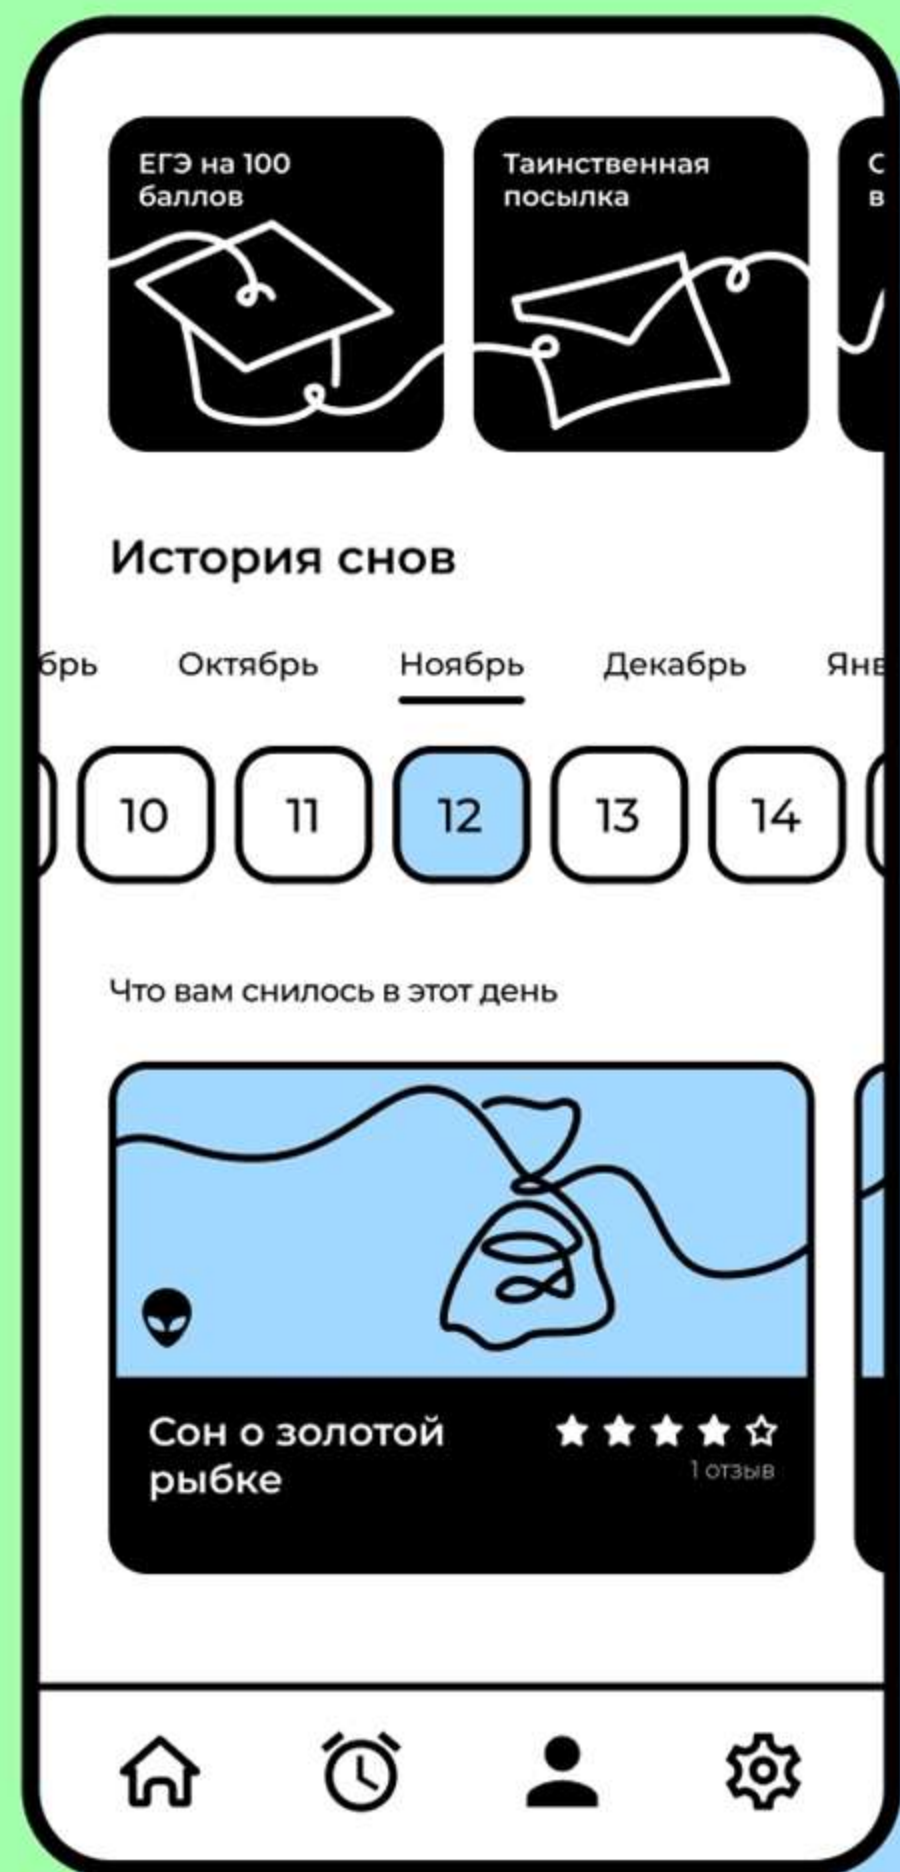 ЕГЭ на 100
баллов
Таинственная
посылка
История снов
Октябрь
Ноябрь
Декабрь
10
11
12
13
14
Что вам снилось в этот день
Сон о золотой
рыбке
1 отзыв